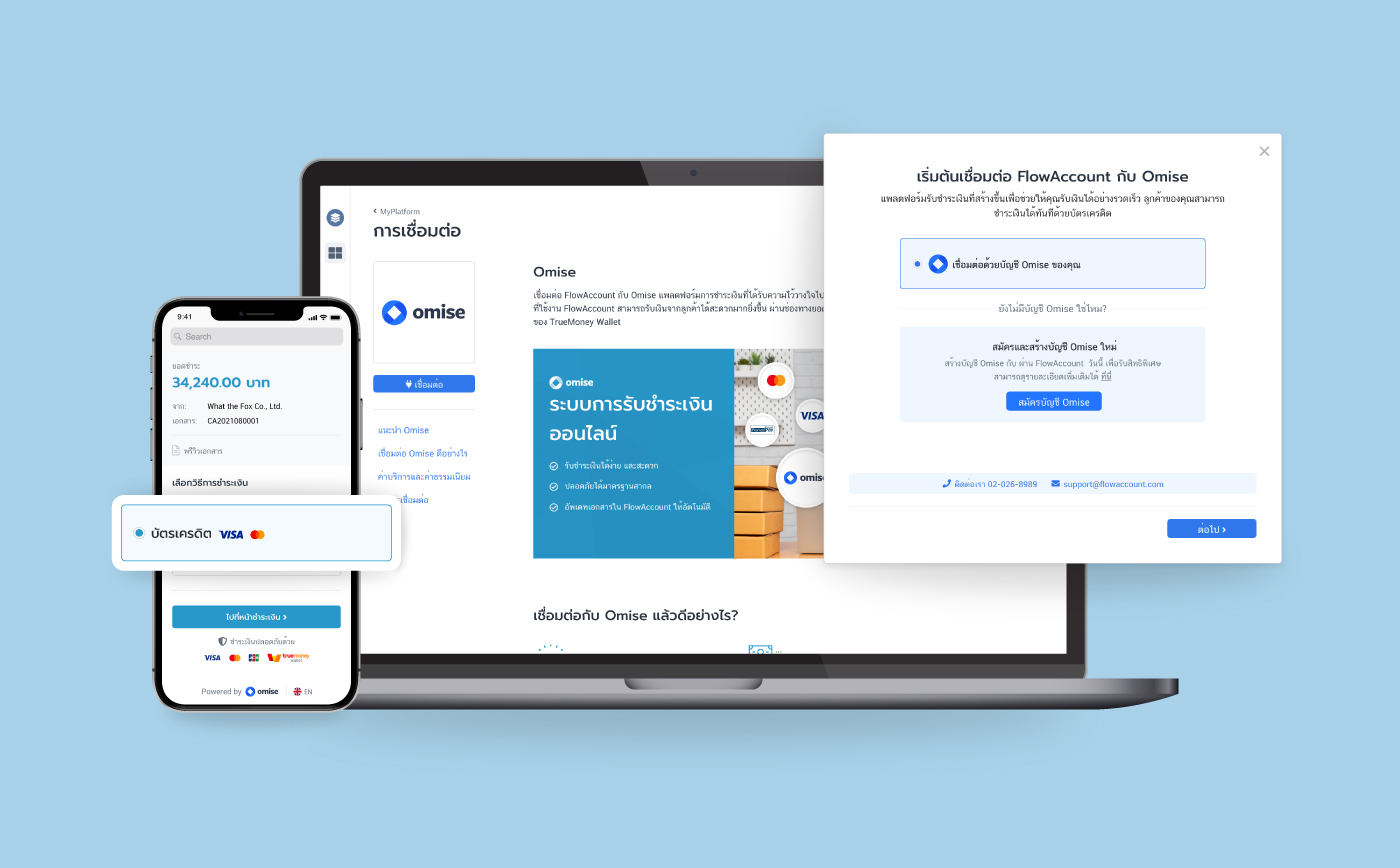 MyPlatform
การเชื่อมต่อ
omise
เชื่อมต่อ
แนะนำ Omise
เชื่อมต่อ Omise ดีอย่างไร
ค่าบริการและค่าธรรมเนียม
เชื่อมต่อ
Omise
เชื่อมต่อ FlowAccount กับ Omise แพลตฟอร์มการชำระเงินที่ได้รับความไว้วางใจไป
ที่ใช้งาน FlowAccount สามารถรับเงินจากลูกค้าได้สะดวกมากยิ่งขึ้น ผ่านช่องทางยอด
ของ TrueMoney Wallet
omise
ระบบการรับชำระเงิน
ออนไลน์
รับชำระเงินได้ง่าย และสะดวก
ปลอดภัยได้มาตรฐานสากล
อัพเดทเอกสารใน FlowAccount ให้อัตโนมัติ
VISA
omise
เชื่อมต่อกับ Omise แล้วดีอย่างไร?
เริ่มต้นเชื่อมต่อ FlowAccount กับ Omise
แพลตฟอร์มรับชำระเงินที่สร้างขึ้นเพื่อช่วยให้คุณรับเงินได้อย่างรวดเร็ว ลูกค้าของคุณสามารถ
ชำระเงินได้ทันทีด้วยบัตรเครดิต
เชื่อมต่อด้วยบัญชี Omise ของคุณ
ยังไม่มีบัญชี Omise ใช่ไหม?
สมัครและสร้างบัญชี Omise ใหม่
สร้างบัญชี Omise กับ ผ่าน FlowAccount วันนี้ เพื่อรับสิทธิพิเศษ
สามารถดูรายละเอียดเพิ่มเติมได้ ที่นี่
สมัครบัญชี Omise
ติดต่อเรา 02-026-8989 support@flowaccount.com
ต่อไป
9:41
Search
ยอดชำระ
34,240.00 บาท
จาก: What the Fox Co., Ltd.
เอกสาร: CA2021080001
พรีวิวเอกสาร
เลือกวิธีการชำระเงิน
บัตรเครดิต VISA
ไปที่หน้าชำระเงิน
ชำระเงินปลอดภัยด้วย
VISA JCB truemoney wallet
Powered by omise EN